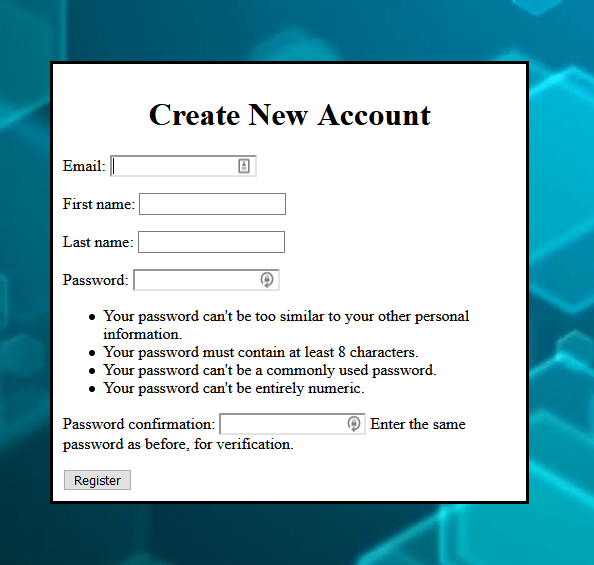 Create New Account
Email:
First name:
Last name:
Password:
Your password can't be too similar to your other personal
information.
Your password must contain at least 8 characters.
Your password can't be a commonly used password.
Your password can't be entirely numeric.
Password confirmation: Enter the same
password as before, for verification.
Register